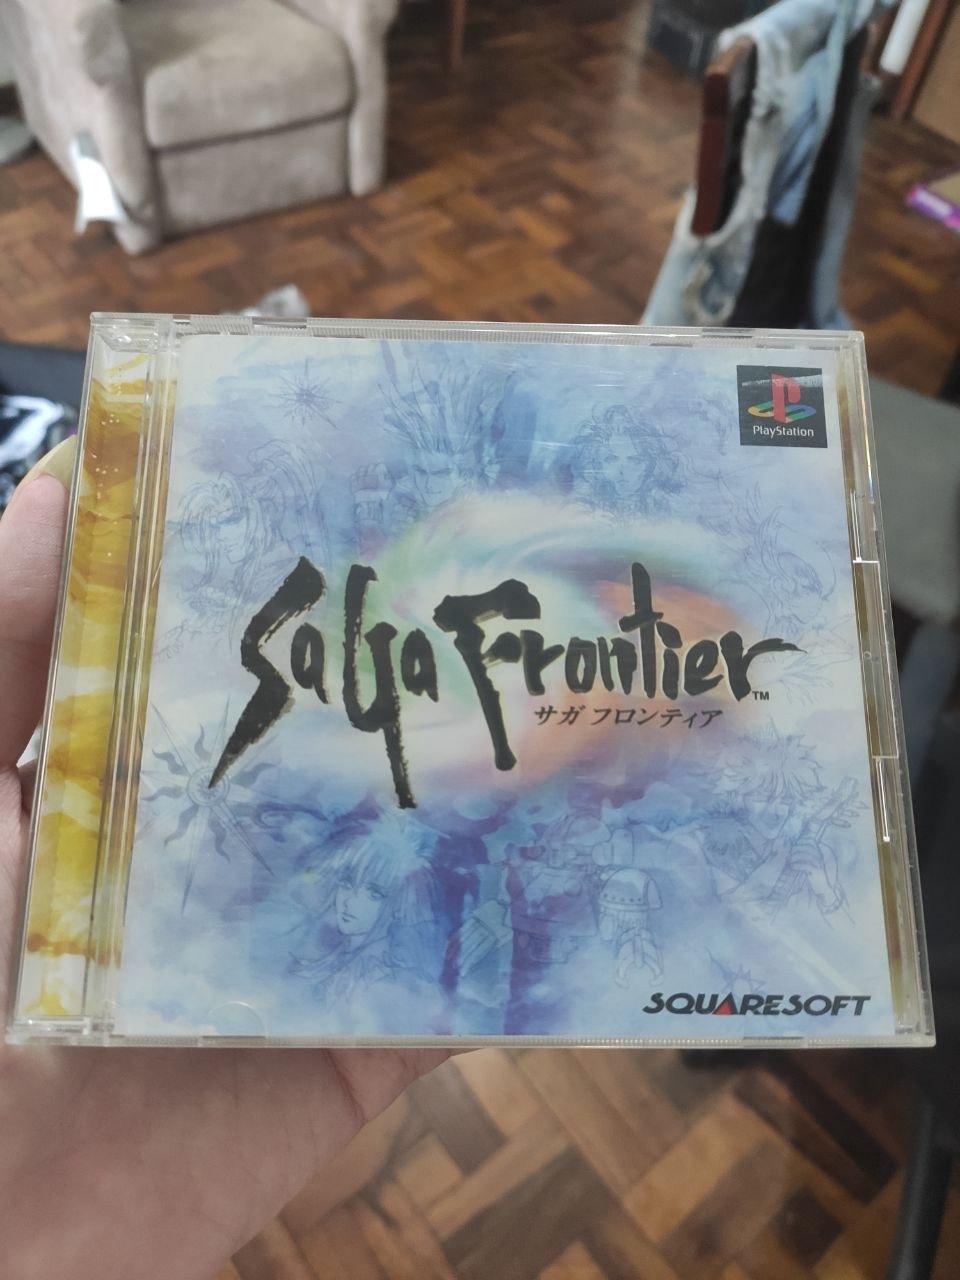 PlayStation
SaGa Frontier™
サガ フロンティア
SQUARESOFT